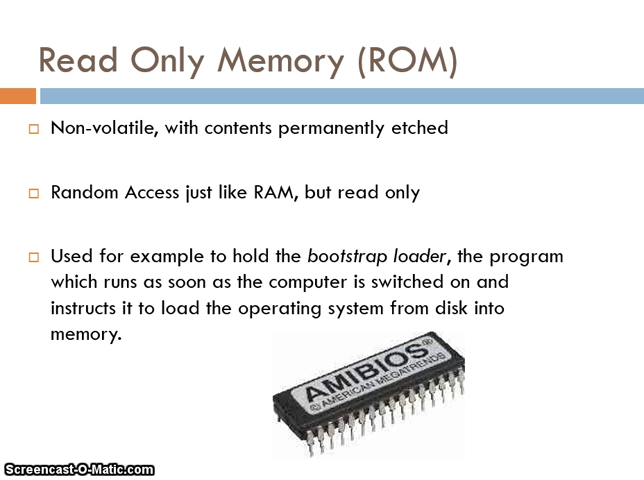 Read Only Memory (ROM)
Non-volatile, with contents permanently etched
Random Access just like RAM, but read only
Used for example to hold the bootstrap loader, the program
which runs as soon as the computer is switched on and
instructs it to load the operating system from disk into
memory.
AMIBIOS®
© AMERICAN MEGATRENDS
Screencast-O-Matic.com